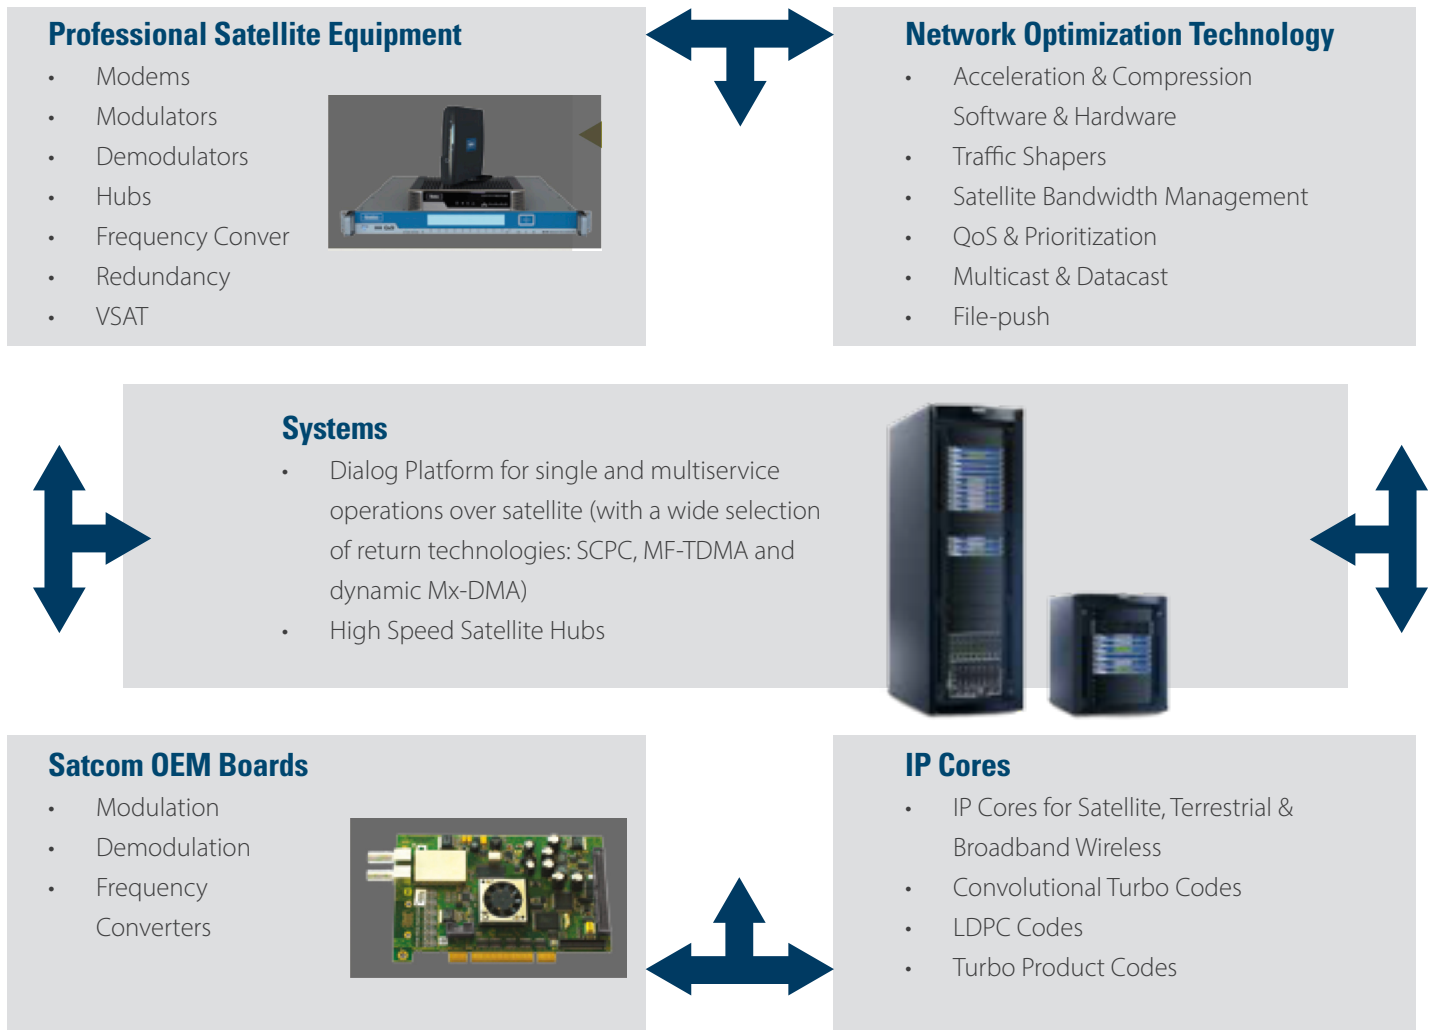 Professional Satellite Equipment
• Modems
• Modulators
• Demodulators
• Hubs
• Frequency Conver
• Redundancy
• VSAT
Network Optimization Technology
• Acceleration & Compression
Software & Hardware
• Traffic Shapers
• Satellite Bandwidth Management
• QoS & Prioritization
• Multicast & Datacast
• File-push
Systems
• Dialog Platform for single and multiservice
operations over satellite (with a wide selection
of return technologies: SCPC, MF-TDMA and
dynamic Mx-DMA)
• High Speed Satellite Hubs
Satcom OEM Boards
• Modulation
• Demodulation
• Frequency
Converters
IP Cores
• IP Cores for Satellite, Terrestrial &
Broadband Wireless
• Convolutional Turbo Codes
• LDPC Codes
• Turbo Product Codes